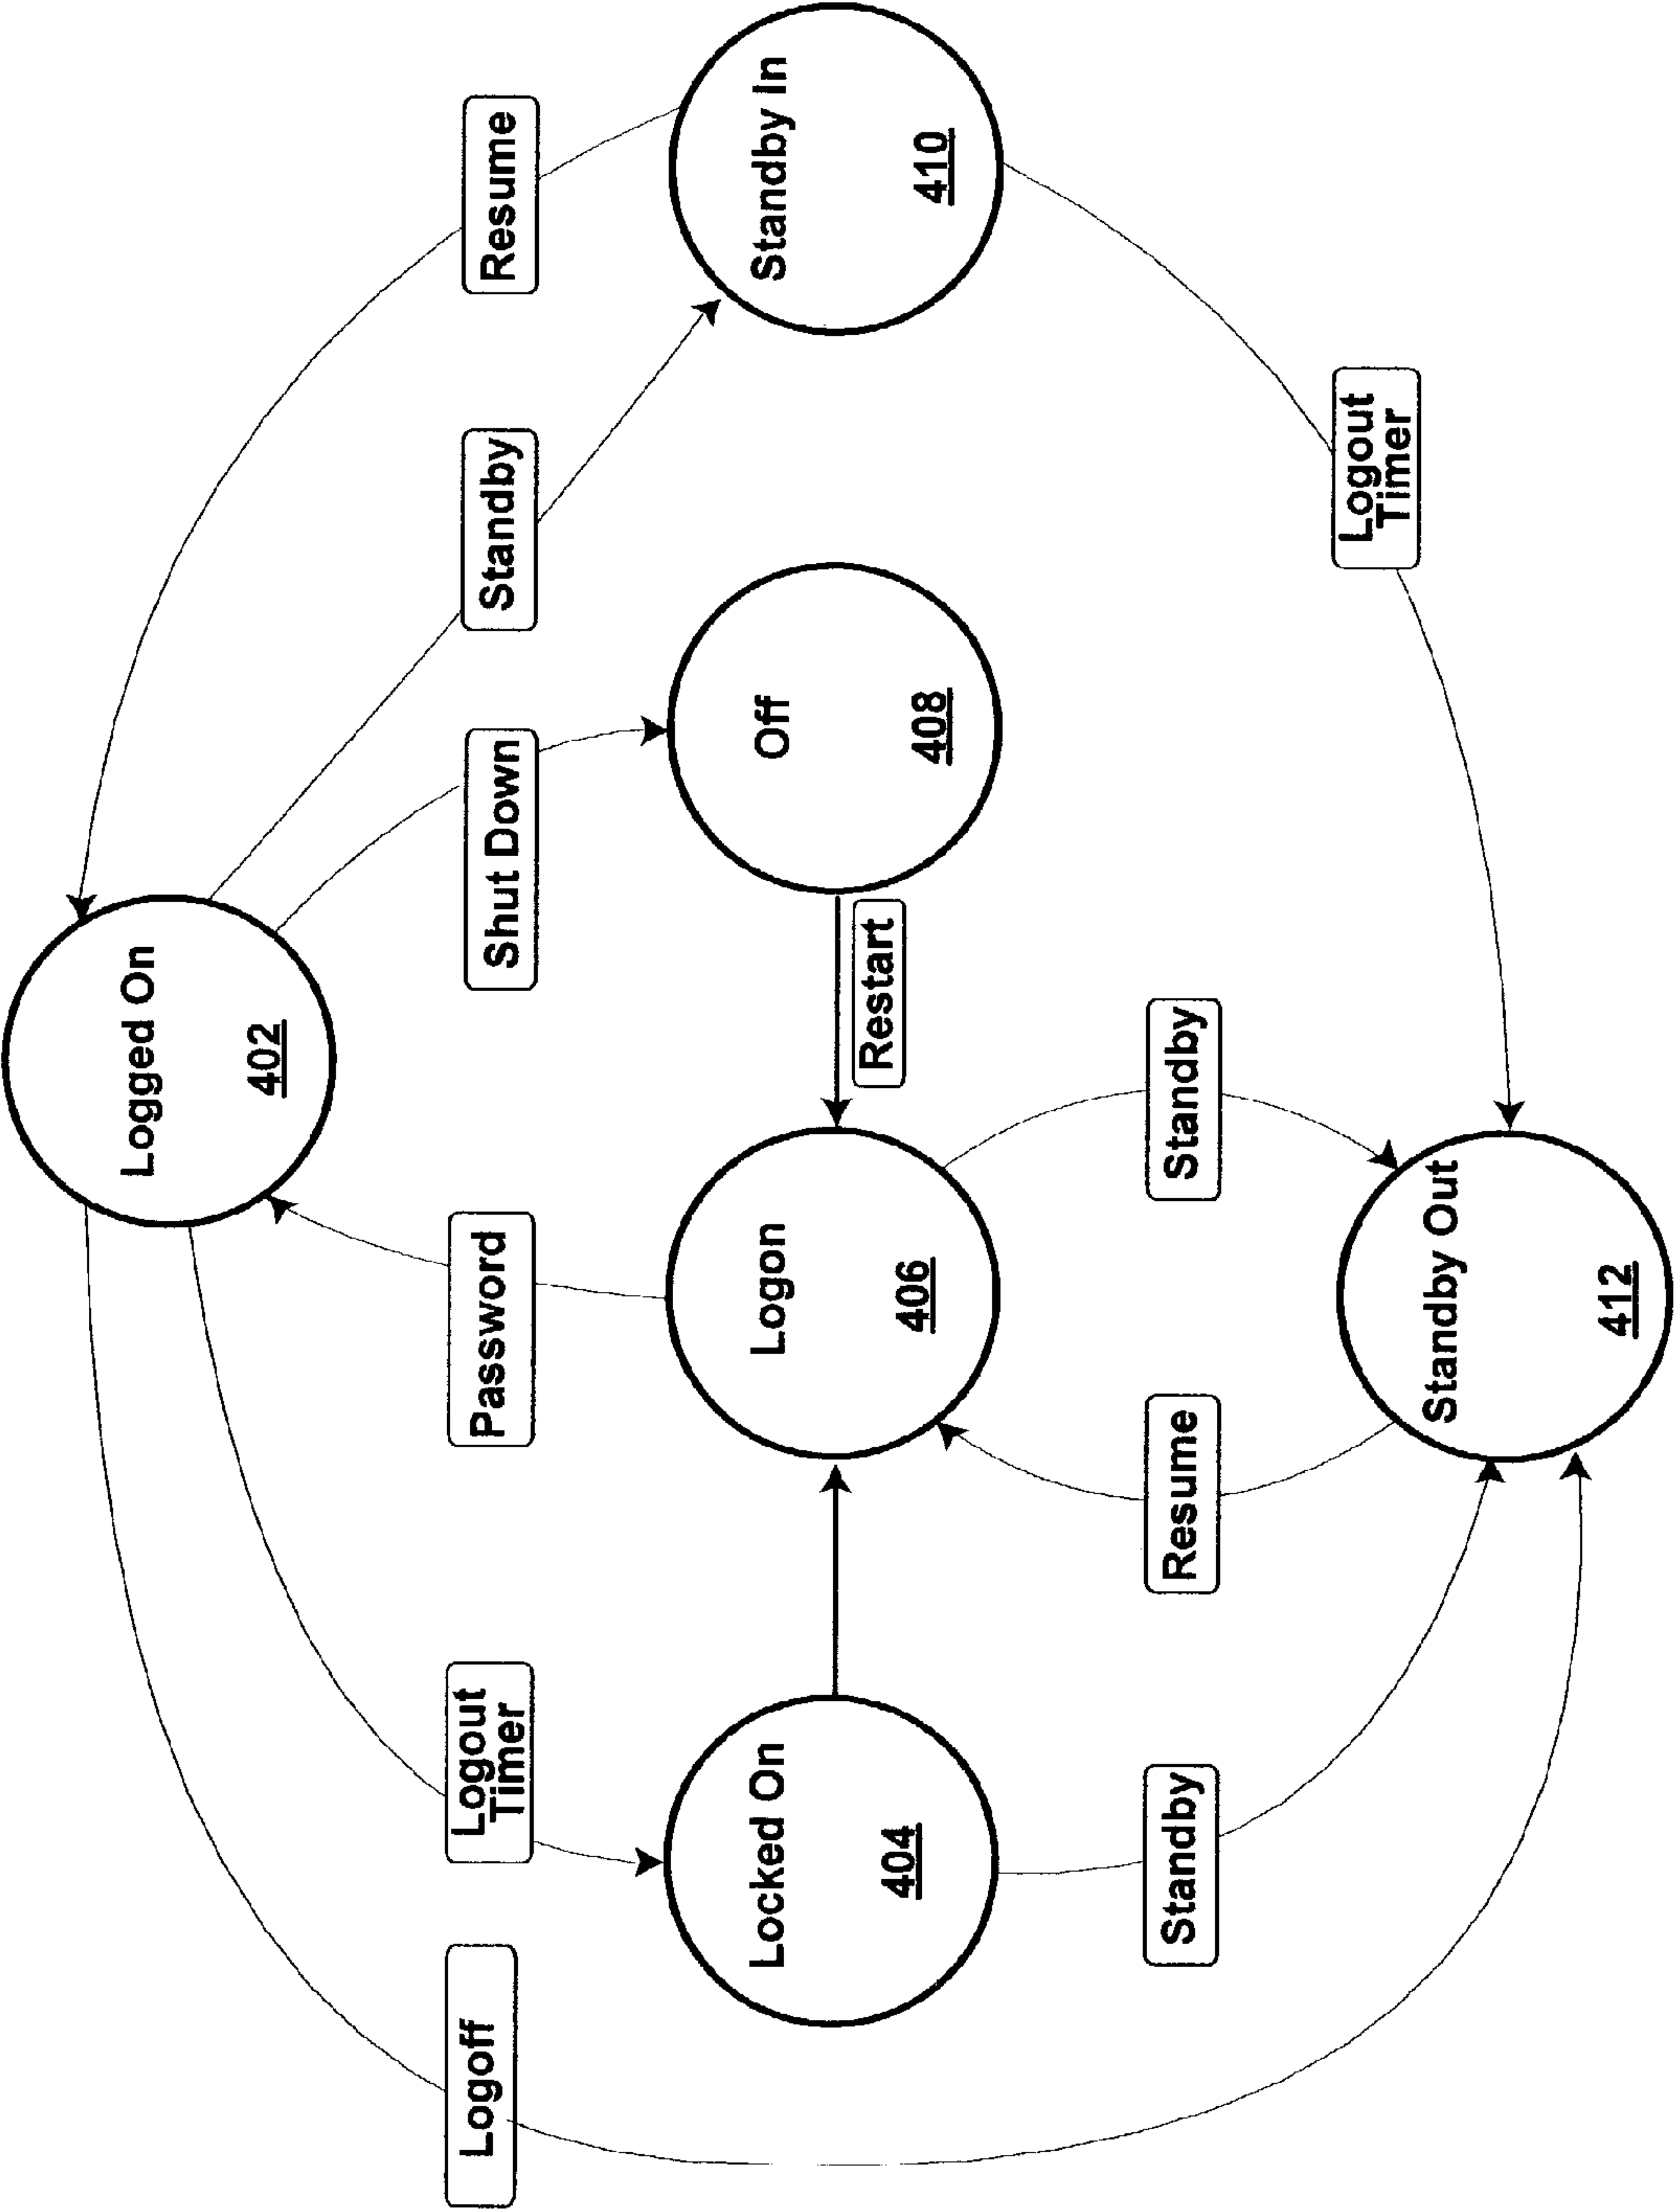 Logged On
402
Logoff
Logout
Timer
Password
Shut Down
Standby
Resume
Locked On
404
Logon
406
Off
408
Standby In
410
Restart
Standby
Resume
Standby
Logout
Timer
Standby Out
412